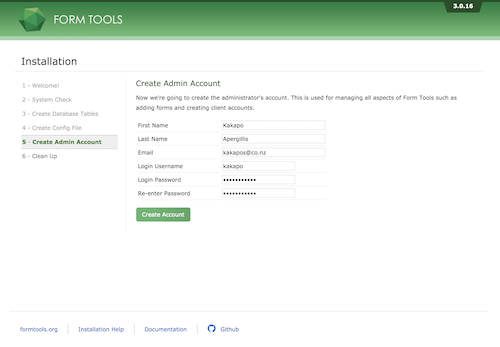 3.0.16
FORM TOOLS
Installation
1 - Welcome!
2 - System Check
3 - Create Database Tables
4 - Create Config File
5 - Create Admin Account
6 - Clean Up
Create Admin Account
Now we're going to create the administrator's account. This is used for managing all aspects of Form Tools such as
adding forms and creating client accounts.
First Name Kakapo
Last Name Apergillis
Email kakapos@co.nz
Login Username kakapo
Login Password •••••••••••
Re-enter Password •••••••••••
Create Account
formtools.org Installation Help Documentation Github